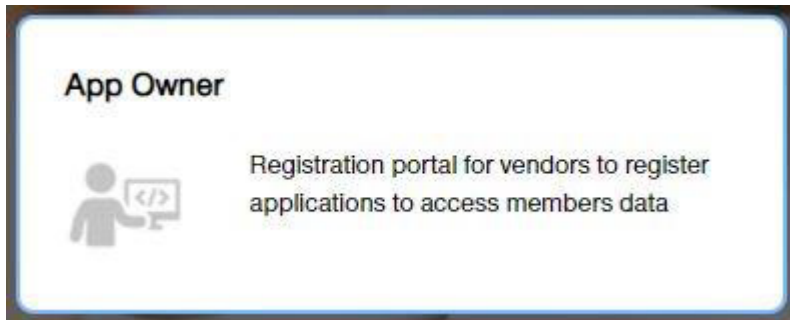 App Owner
</>
Registration portal for vendors to register
applications to access members data